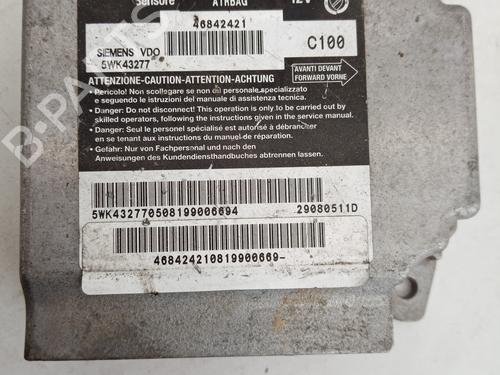 Sensore AIRBAG 12V
46842421
SIEMENS VDO
5WK43277
C100
AVANTI DEVANT
FORWARD VORNE
ATTENZIONE-CAUTION-ATTENTION-ACHTUNG
• Pericolo! Non scollegare se non da personale specializzato
e seguendo le istruzioni del manuale di assistenza tecnica.
• Danger: Do not disconnect! This operation is only to be carried out by
skilled operators, following the instructions given in the service manual.
• Danger: Seul le personel spécialisé est autorisé à débrancher
en se tenant aux instructions du manuale de réparation.
• Gefahr: Nur von Fachpersonal und nach den
Anweisungen des Kundendiensthandbuches abtrennen lassen.
5WK432770508199006694 29080511D
468424210819900669-
B-PARTS